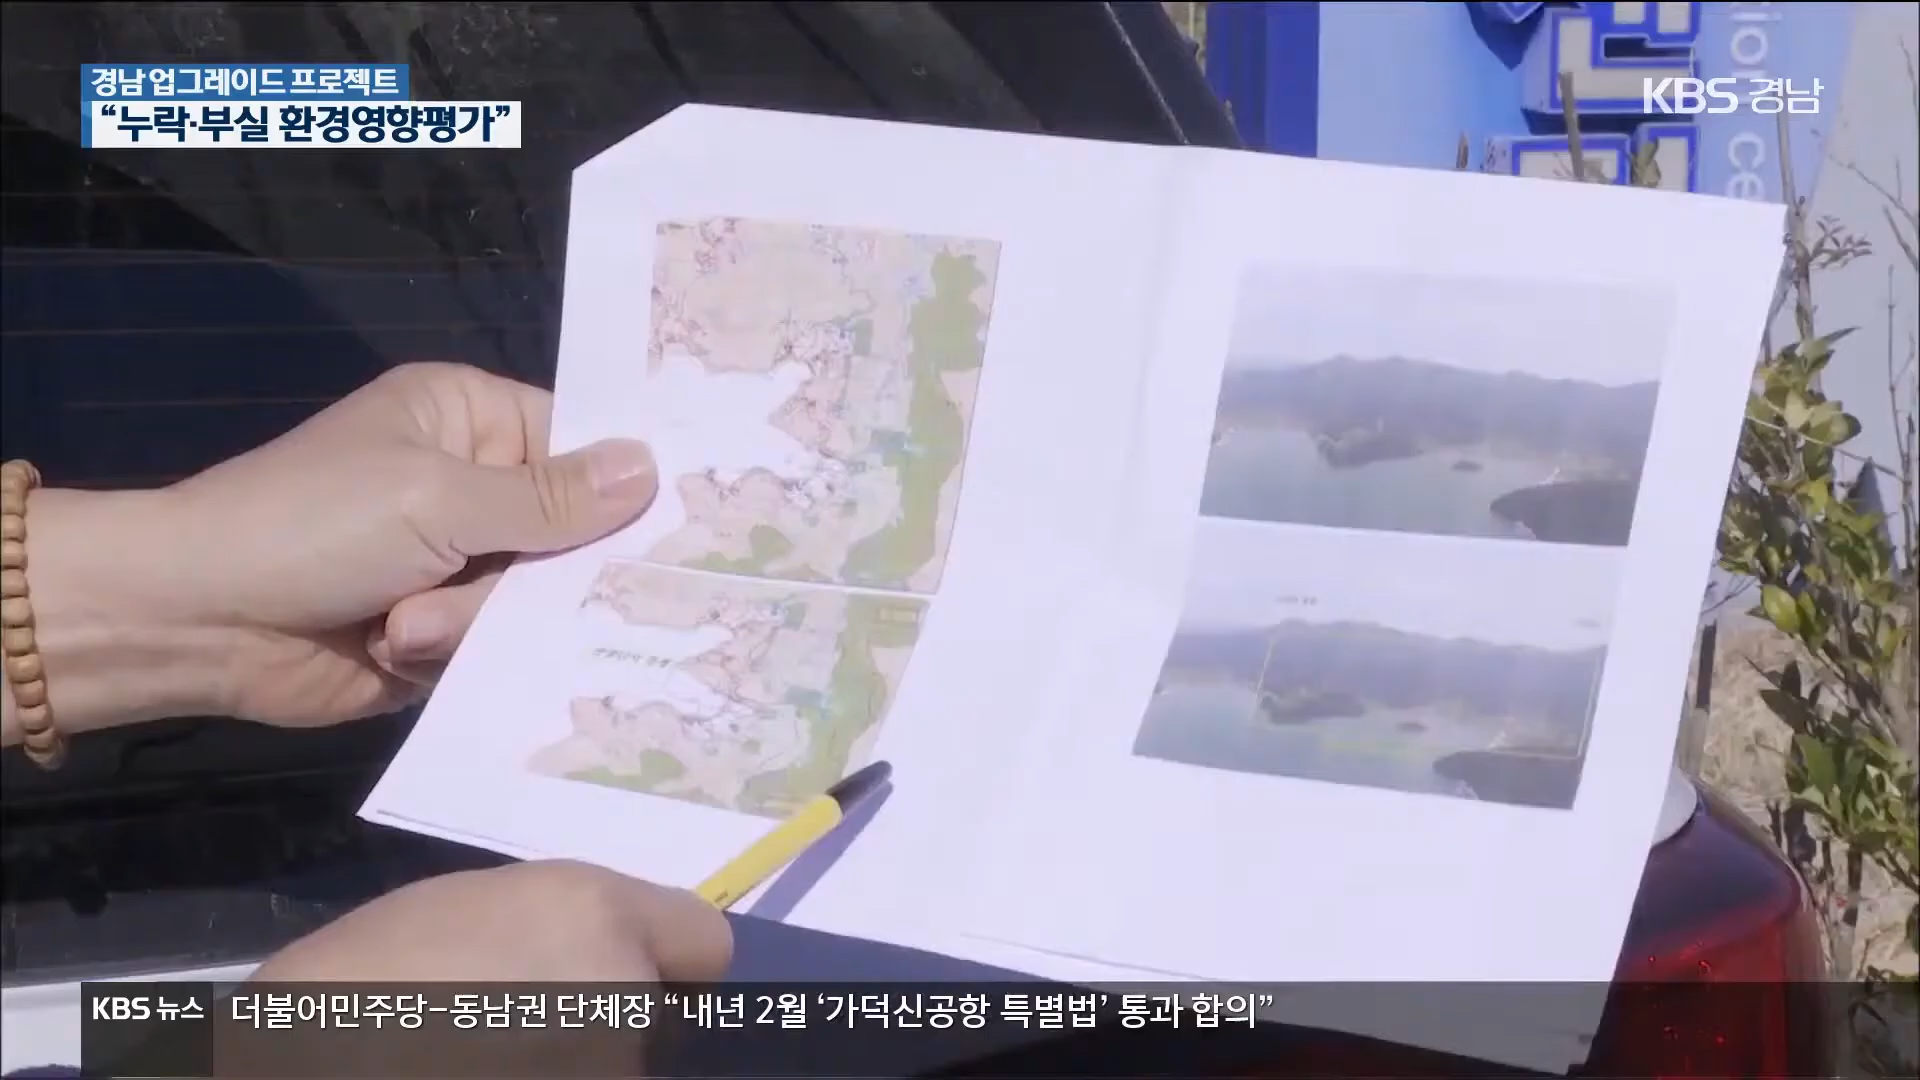 경남 업그레이드 프로젝트
“누락·부실 환경영향평가”
KBS 경남
KBS 뉴스
더불어민주당-동남권 단체장 “내년 2월 ‘가덕신공항 특별법’ 통과 합의”